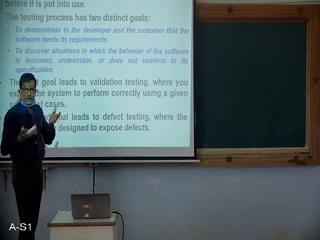 before it is put into use.
The testing process has two distinct goals:
To demonstrate to the developer and the customer that the
software meets its requirements.
To discover situations in which the behavior of the software
is incorrect, undesirable, or does not conform to its
specification.
The goal leads to validation testing, where you
the system to perform correctly using a given
cases.
goal leads to defect testing, where the
designed to expose defects.
A-S1